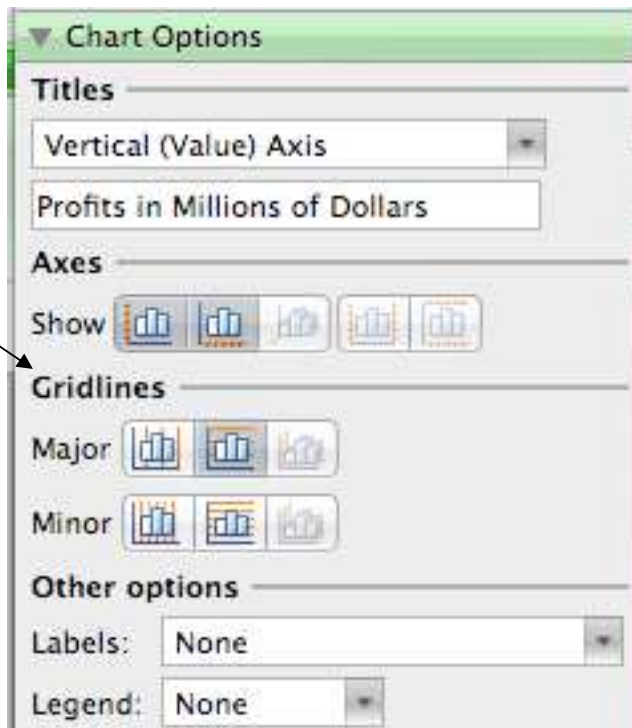 Chart Options
Titles
Vertical (Value) Axis
Profits in Millions of Dollars
Axes
Show
Gridlines
Major
Minor
Other options
Labels: None
Legend: None